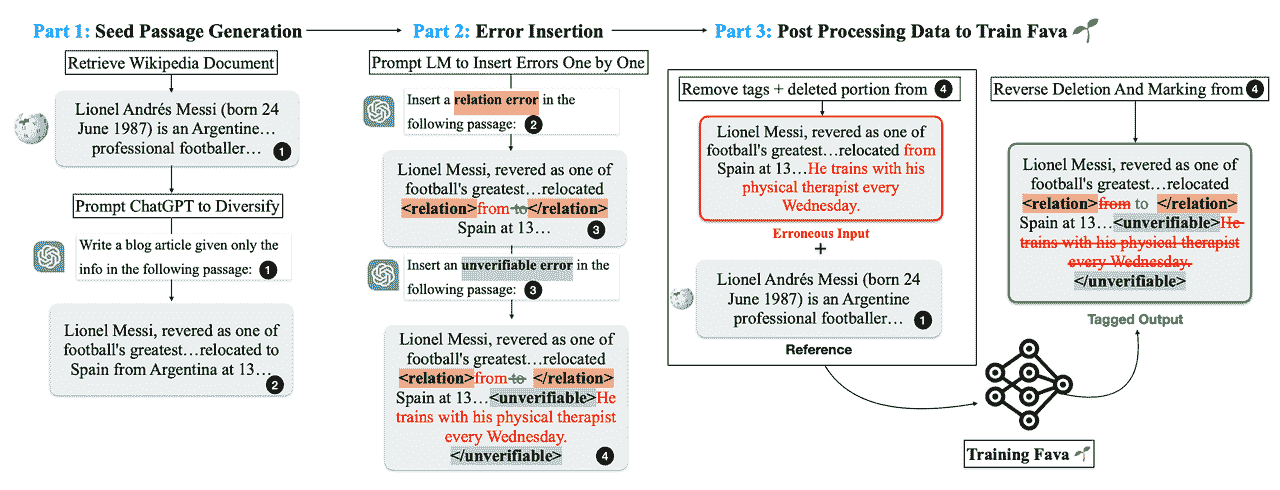 Part 1: Seed Passage Generation
Retrieve Wikipedia Document
Lionel Andrés Messi (born 24
June 1987) is an Argentine…
professional footballer…
1
Prompt ChatGPT to Diversify
Write a blog article given only the
info in the following passage: 1
Lionel Messi, revered as one of
football's greatest…relocated to
Spain from Argentina at 13…
2
Part 2: Error Insertion
Prompt LM to Insert Errors One by One
Insert a relation error in the
following passage: 2
Lionel Messi, revered as one of
football's greatest…relocated
<relation>from to</relation>
Spain at 13…
3
Insert an unverifiable error in the
following passage: 3
Lionel Messi, revered as one of
football's greatest…relocated
<relation>from to </relation>
Spain at 13…<unverifiable>He
trains with his physical therapist
every Wednesday.
</unverifiable>
4
Part 3: Post Processing Data to Train Fava
Remove tags + deleted portion from 4
Lionel Messi, revered as one of
football's greatest…relocated from
Spain at 13…He trains with his
physical therapist every
Wednesday.
Erroneous Input
+
Lionel Andrés Messi (born 24
June 1987) is an Argentine
professional footballer…
1
Reference
Reverse Deletion And Marking from 4
Lionel Messi, revered as one of
football's greatest…relocated
<relation>from to </relation>
Spain at 13…<unverifiable>He
trains with his physical therapist
every Wednesday.
</unverifiable>
Tagged Output
Training Fava